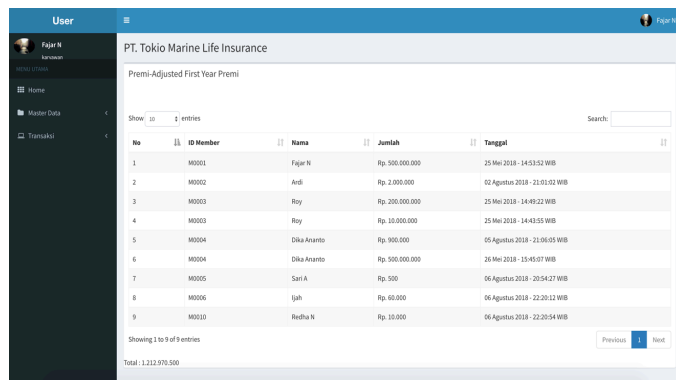 User
Fajar N
Fajar N
karyawan
MENU UTAMA
Home
Master Data
Transaksi
PT. Tokio Marine Life Insurance
Premi-Adjusted First Year Premi
Show 10 entries
Search:
No ID Member Nama Jumlah Tanggal
1 M0001 Fajar N Rp. 500.000.000 25 Mei 2018 - 14:53:52 WIB
2 M0002 Ardi Rp. 2.000.000 02 Agustus 2018 - 21:01:02 WIB
3 M0003 Roy Rp. 200.000.000 25 Mei 2018 - 14:49:22 WIB
4 M0003 Roy Rp. 10.000.000 25 Mei 2018 - 14:43:55 WIB
5 M0004 Dika Ananto Rp. 900.000 05 Agustus 2018 - 21:06:05 WIB
6 M0004 Dika Ananto Rp. 500.000.000 26 Mei 2018 - 15:45:07 WIB
7 M0005 Sari A Rp. 500 06 Agustus 2018 - 20:54:27 WIB
8 M0006 Ijah Rp. 60.000 06 Agustus 2018 - 22:20:12 WIB
9 M0010 Redha N Rp. 10.000 06 Agustus 2018 - 22:20:54 WIB
Showing 1 to 9 of 9 entries
Previous 1 Next
Total : 1.212.970.500